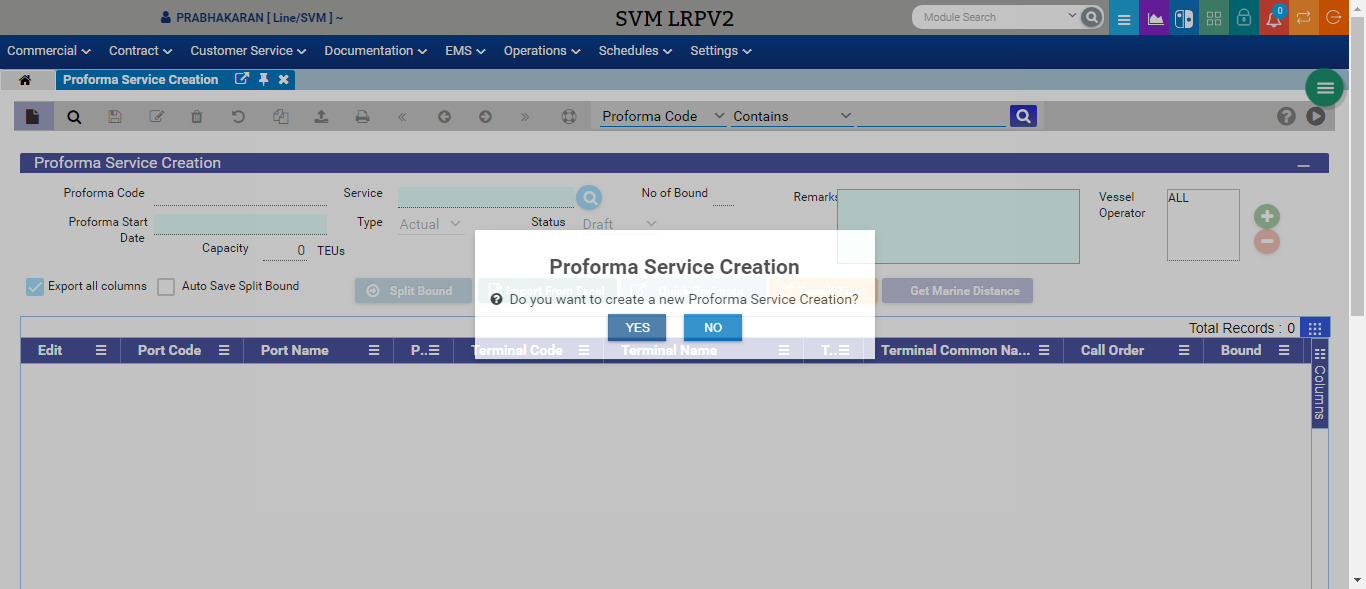 PRABHAKARAN [ Line/SVM ] ~
SVM LRPV2
Module Search
0
Commercial Contract Customer Service Documentation EMS Operations Schedules Settings
Proforma Service Creation
Proforma Code Contains
Proforma Service Creation
Proforma Code Service No of Bound Remarks Vessel Operator ALL
Proforma Start Date Type Actual Status Draft
Capacity 0 TEUs
Proforma Service Creation
Export all columns Auto Save Split Bound Split Bound Import From Excel Get Marine Distance
Do you want to create a new Proforma Service Creation?
YES NO
Total Records : 0
Edit Port Code Port Name P.. Terminal Code Terminal Name T.. Terminal Common Na... Call Order Bound
Columns